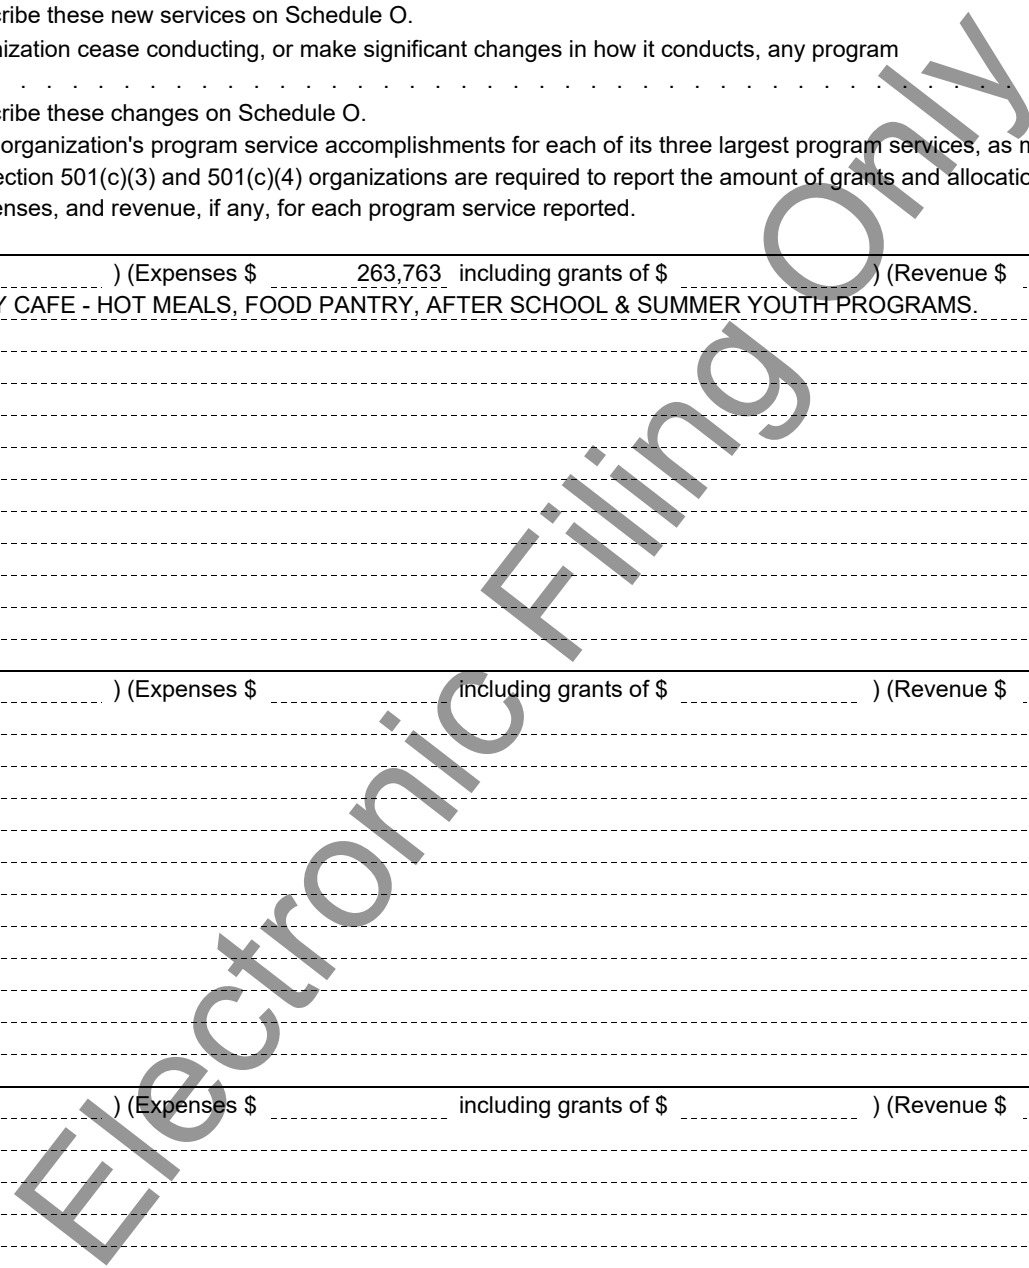 cribe these new services on Schedule O.
nization cease conducting, or make significant changes in how it conducts, any program
. . . . . . . . . . . . . . . . . . . . . . . . . . . . . . . . . . . . . . .
cribe these changes on Schedule O.
organization's program service accomplishments for each of its three largest program services, as m
ection 501(c)(3) and 501(c)(4) organizations are required to report the amount of grants and allocatio
enses, and revenue, if any, for each program service reported.
) (Expenses $ 263,763 including grants of $ ) (Revenue $
Y CAFE - HOT MEALS, FOOD PANTRY, AFTER SCHOOL & SUMMER YOUTH PROGRAMS.
) (Expenses $ including grants of $ ) (Revenue $
) (Expenses $ including grants of $ ) (Revenue $
Electronic Filing Only